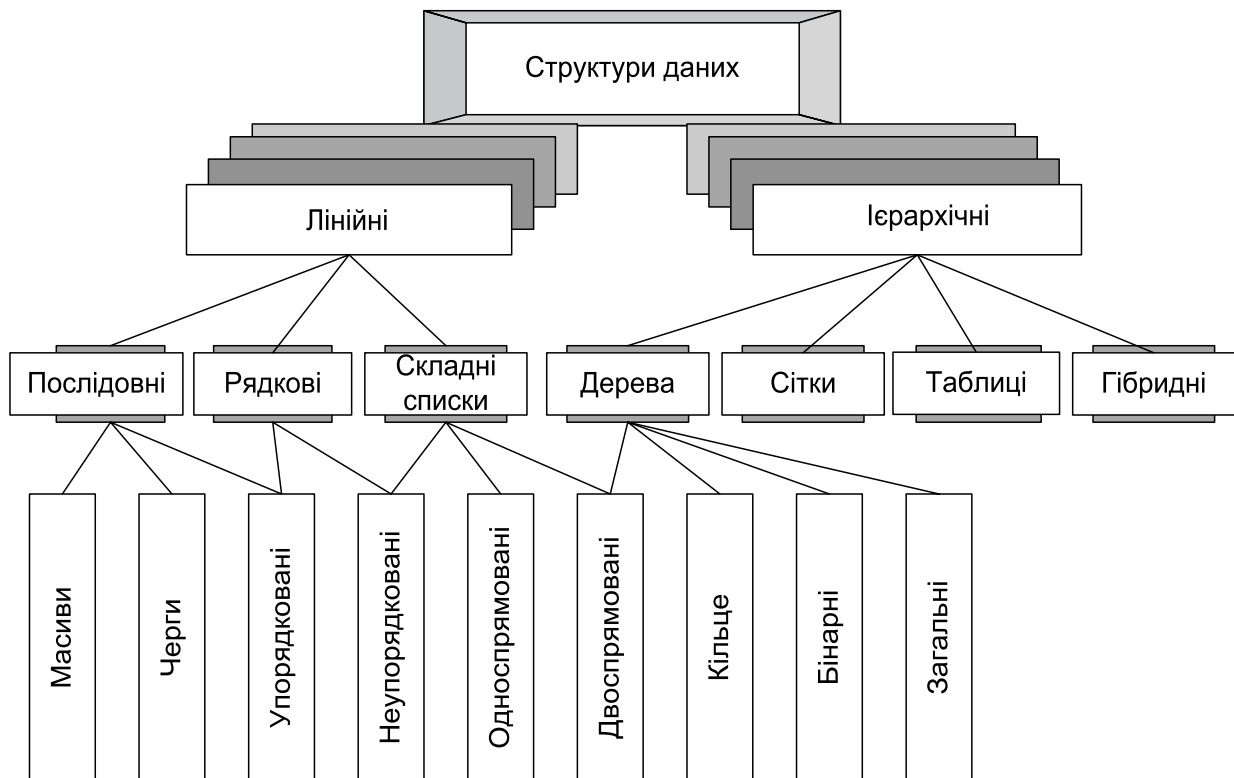 Структури даних
Лінійні
Ієрархічні
Послідовні
Рядкові
Складні
списки
Дерева
Сітки
Таблиці
Гібридні
Масиви
Черги
Упорядковані
Неупорядковані
Односпрямовані
Двоспрямовані
Кільце
Бінарні
Загальні